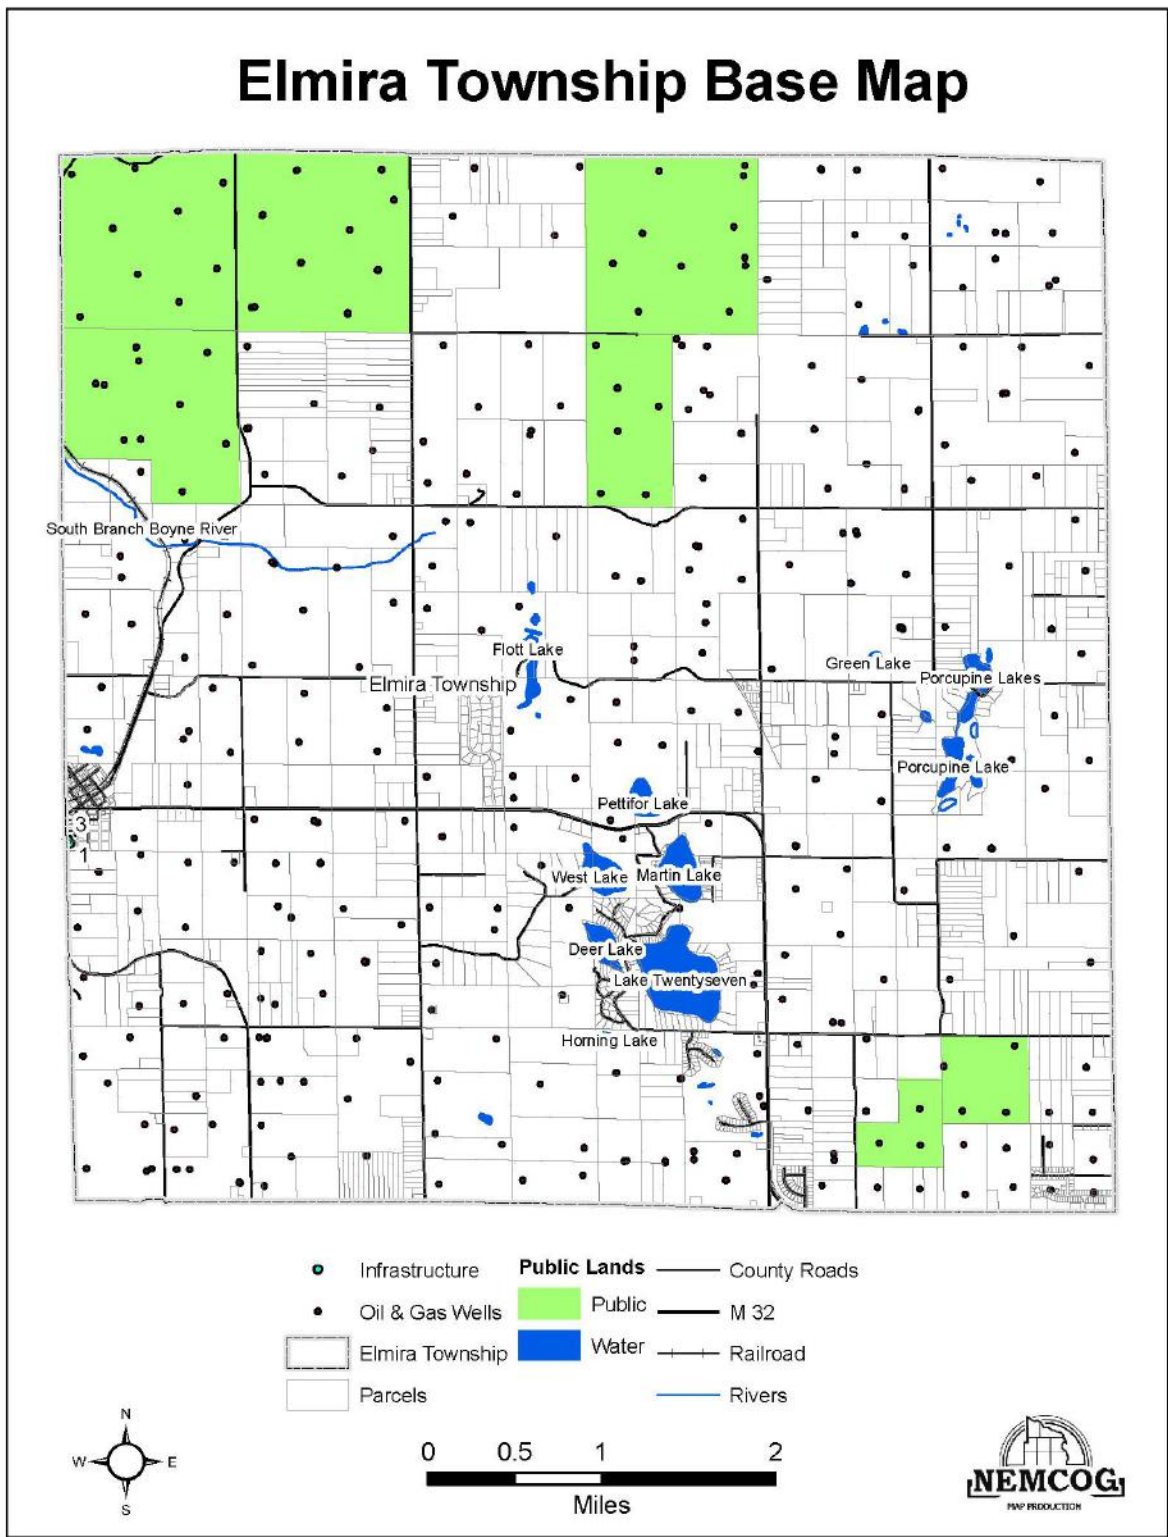 Elmira Township Base Map
South Branch Boyne River
Flott Lake
Green Lake
Elmira Township
Porcupine Lakes
Porcupine Lake
Pettifor Lake
3
1
West Lake
Martin Lake
Deer Lake
Lake Twentyseven
Horning Lake
Infrastructure
Public Lands
County Roads
Oil & Gas Wells
Public
M 32
Elmira Township
Water
Railroad
Parcels
Rivers
N
W E
S
0 0.5 1 2
Miles
NEMCOG
MAP PRODUCTION